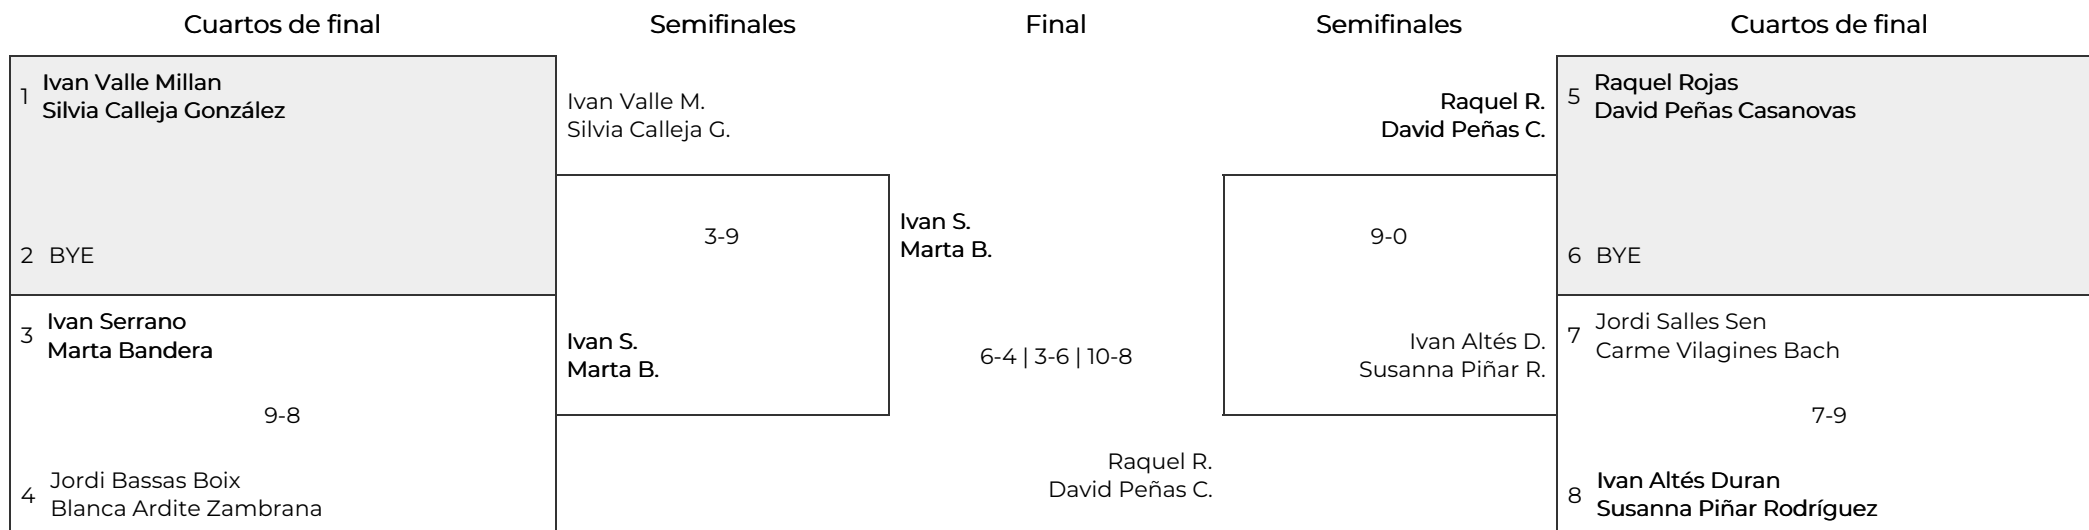 Cuartos de final
Semifinales
Final
Semifinales
Cuartos de final
1 Ivan Valle Millan
Silvia Calleja González
2 BYE
3 Ivan Serrano
Marta Bandera
9-8
4 Jordi Bassas Boix
Blanca Ardite Zambrana
Ivan Valle M.
Silvia Calleja G.
3-9
Ivan S.
Marta B.
Ivan S.
Marta B.
6-4 | 3-6 | 10-8
Raquel R.
David Peñas C.
Raquel R.
David Peñas C.
9-0
Ivan Altés D.
Susanna Piñar R.
5 Raquel Rojas
David Peñas Casanovas
6 BYE
7 Jordi Salles Sen
Carme Vilagines Bach
7-9
8 Ivan Altés Duran
Susanna Piñar Rodríguez